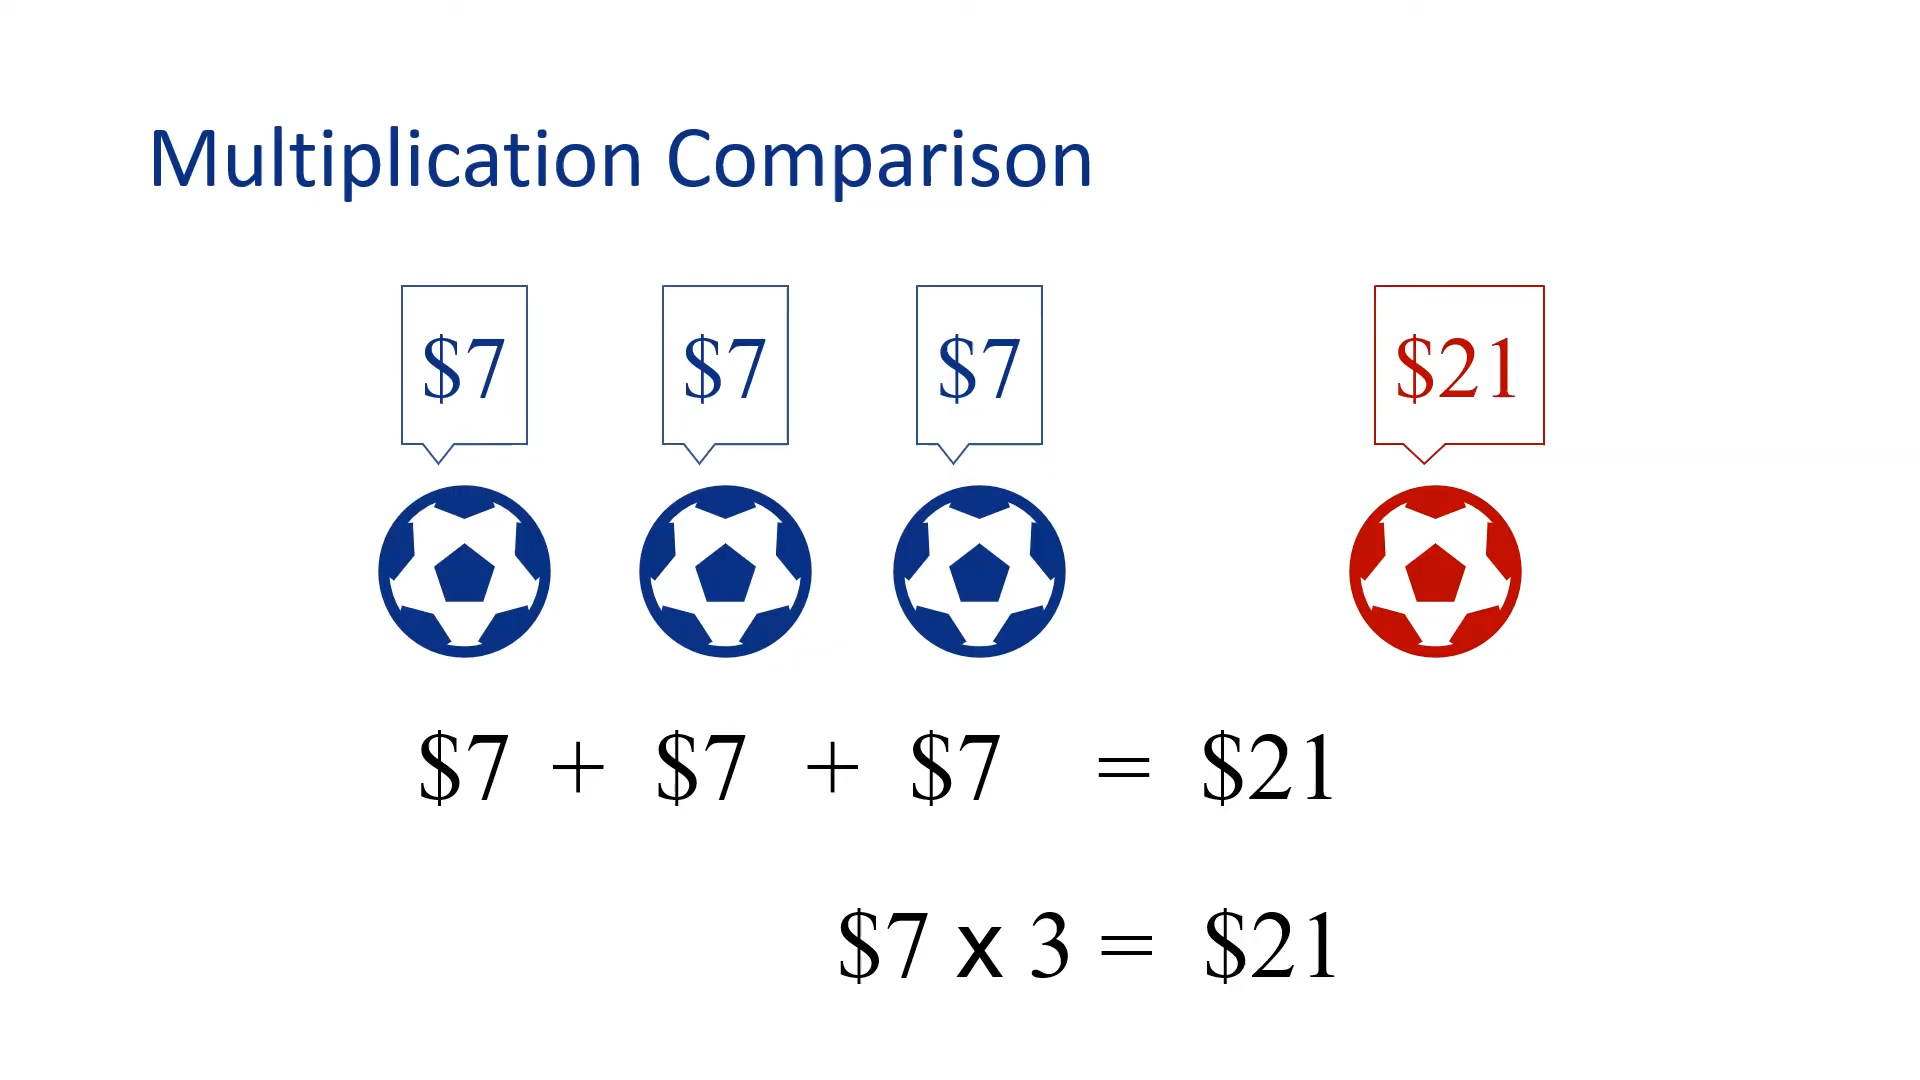 Multiplication Comparison
$7 $7 $7 $21
$7 + $7 + $7 = $21
$7 x 3 = $21